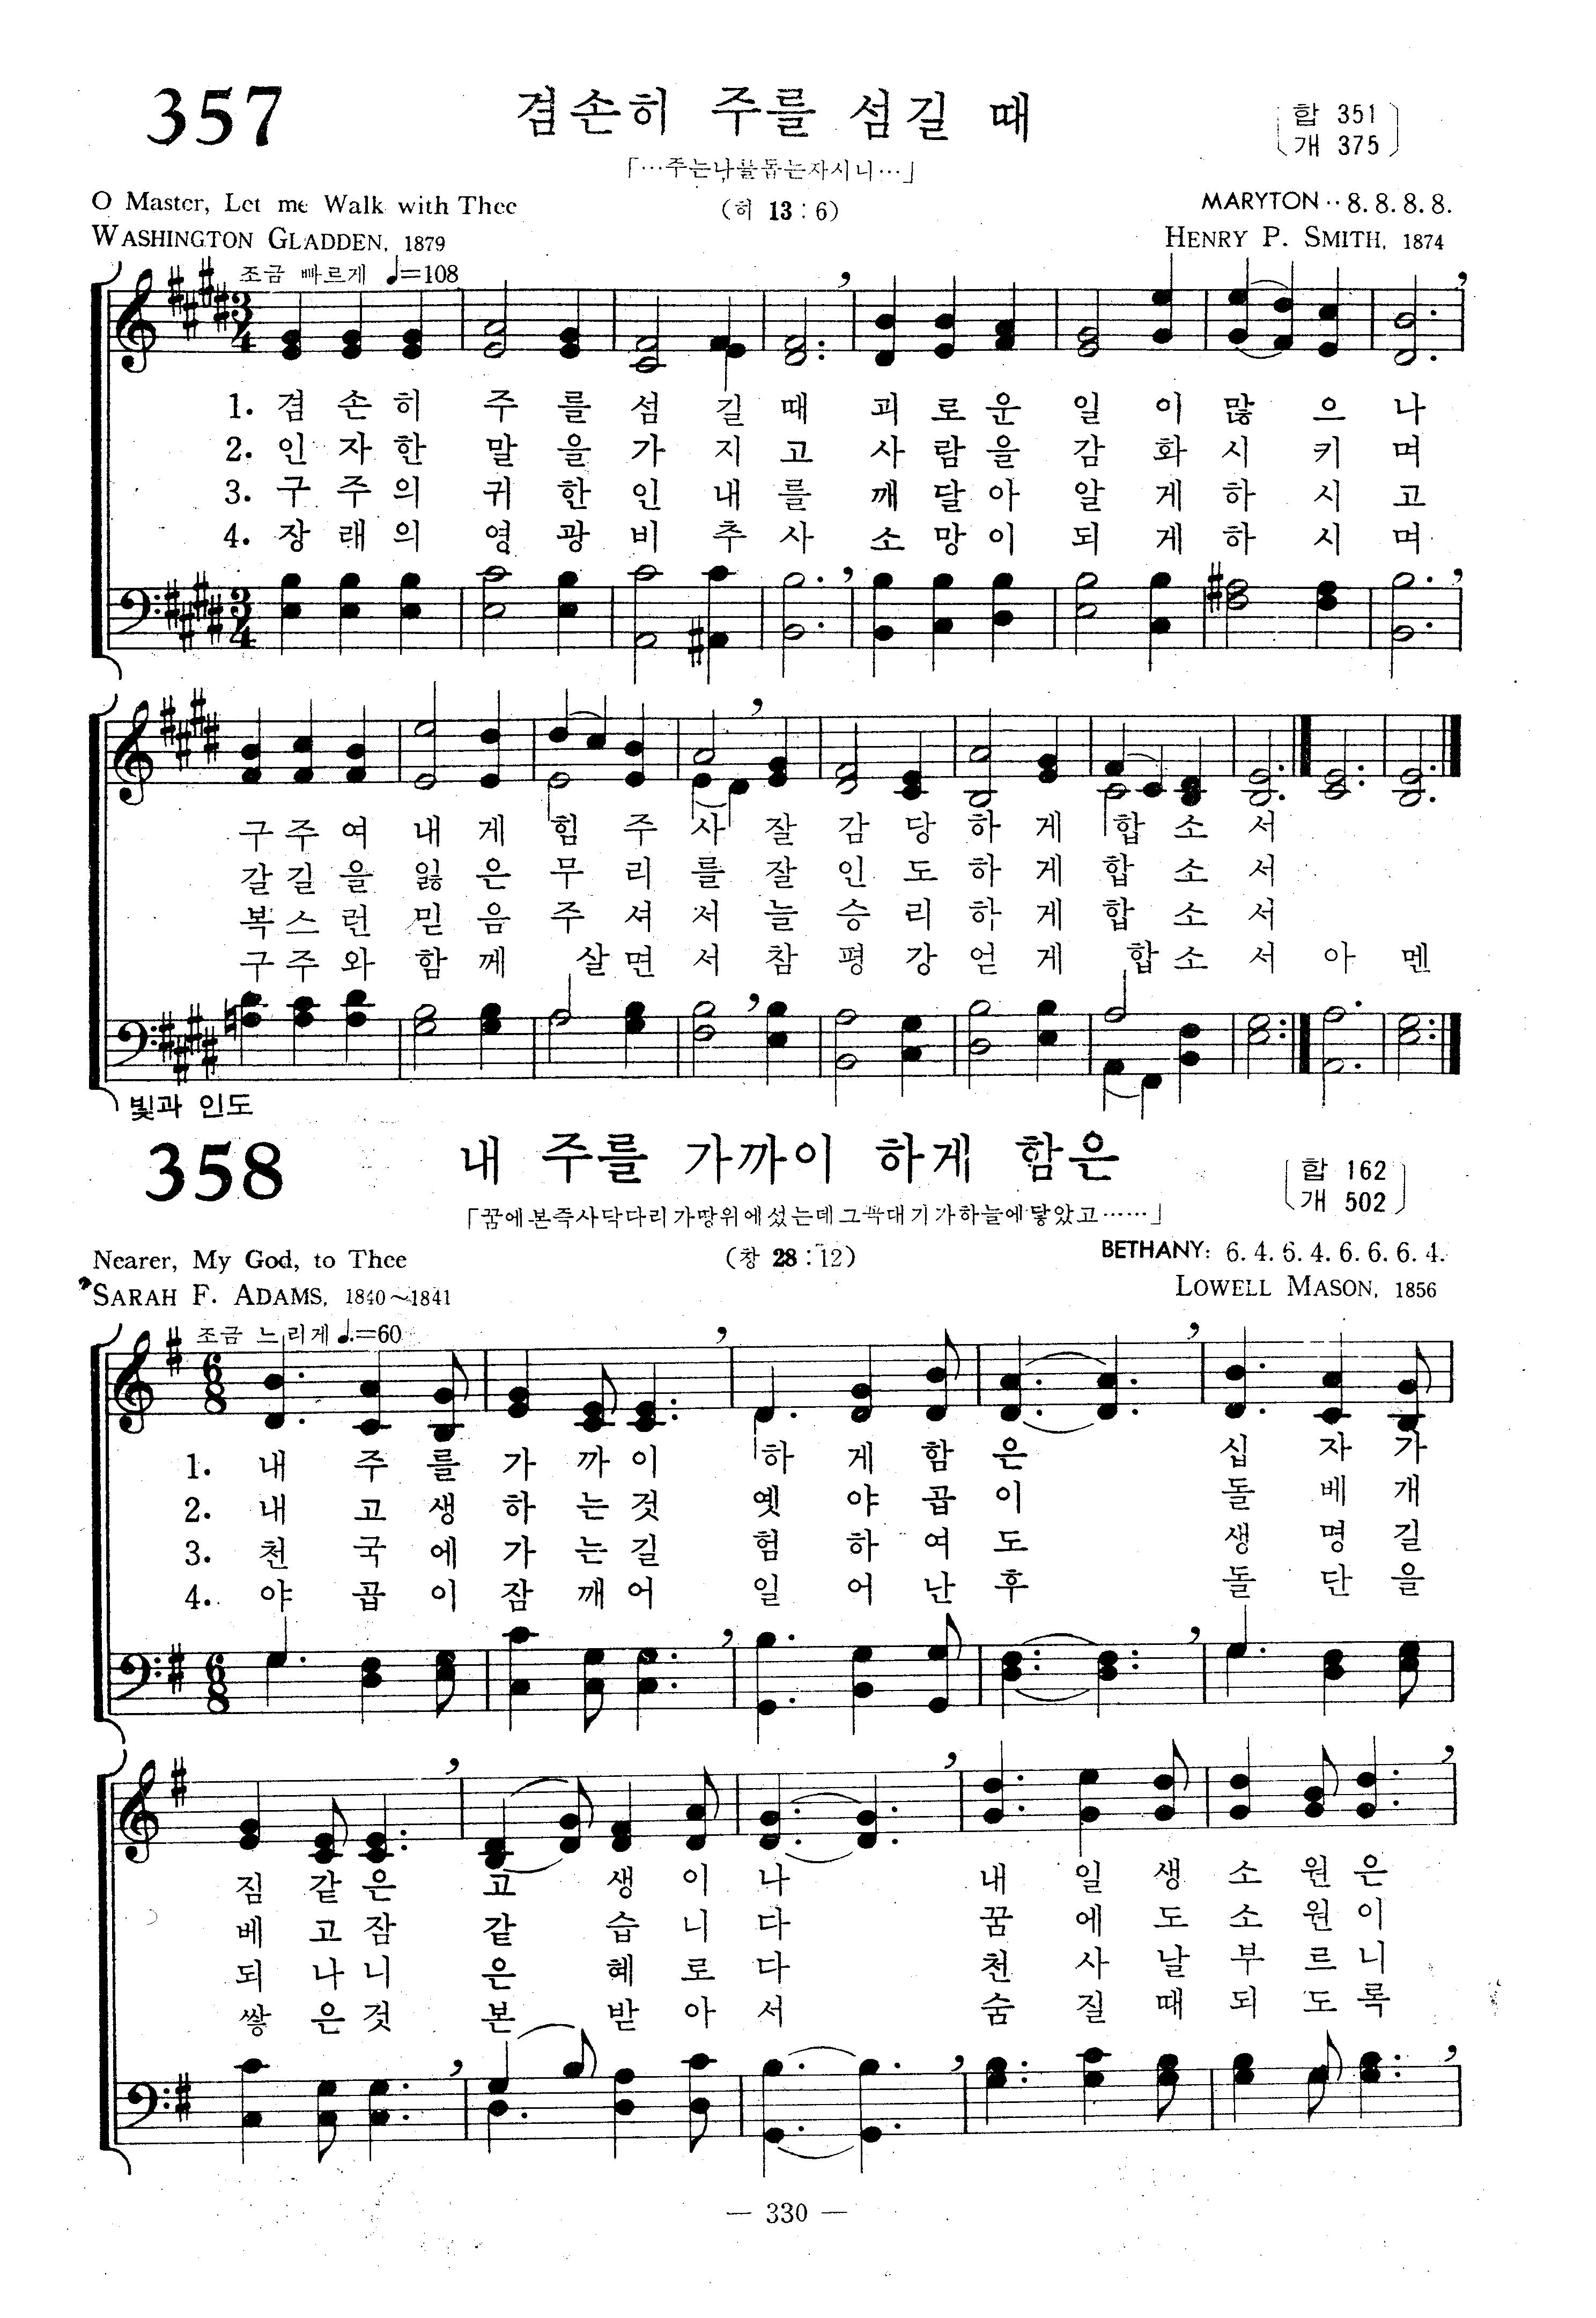 357 겸손히 주를 섬길 때 합 351
개 375
「…주는나를돕는자시니…」
O Master, Let me Walk with Thee (히 13 : 6) MARYTON ·· 8. 8. 8. 8.
WASHINGTON GLADDEN, 1879 HENRY P. SMITH, 1874
조금 빠르게 ♩=108
3/4
1. 겸 손 히 주 를 섬 길 때 괴 로 운 일 이 많 으 나
2. 인 자 한 말 을 가 지 고 사 람 을 감 화 시 키 며
3. 구 주 의 귀 한 인 내 를 깨 달 아 알 게 하 시 고
4. 장 래 의 영 광 비 추 사 소 망 이 되 게 하 시 며
3/4
구 주 여 내 게 힘 주 사 잘 감 당 하 게 합 소 서
갈 길 을 잃 은 무 리 를 잘 인 도 하 게 합 소 서
복 스 런 믿 음 주 셔 서 늘 승 리 하 게 합 소 서
구 주 와 함 께 살 면 서 참 평 강 얻 게 합 소 서 아 멘
빛과 인도
358 내 주를 가까이 하게 함은 합 162
개 502
「꿈에본즉사닥다리가땅위에섰는데그꼭대기가하늘에닿았고……」
Nearer, My God, to Thee (창 28 : 12) BETHANY: 6. 4. 6. 4. 6. 6. 6. 4.
SARAH F. ADAMS, 1840～1841 LOWELL MASON, 1856
조금 느리게 ♩.=60
6/8
1. 내 주 를 가 까 이 하 게 함 은 십 자 가
2. 내 고 생 하 는 것 옛 야 곱 이 돌 베 개
3. 천 국 에 가 는 길 험 하 여 도 생 명 길
4. 야 곱 이 잠 깨 어 일 어 난 후 돌 단 을
6/8
짐 같 은 고 생 이 나 내 일 생 소 원 은
베 고 잠 같 습 니 다 꿈 에 도 소 원 이
되 나 니 은 혜 로 다 천 사 날 부 르 니
쌓 은 것 본 받 아 서 숨 질 때 되 도 록
— 330 —